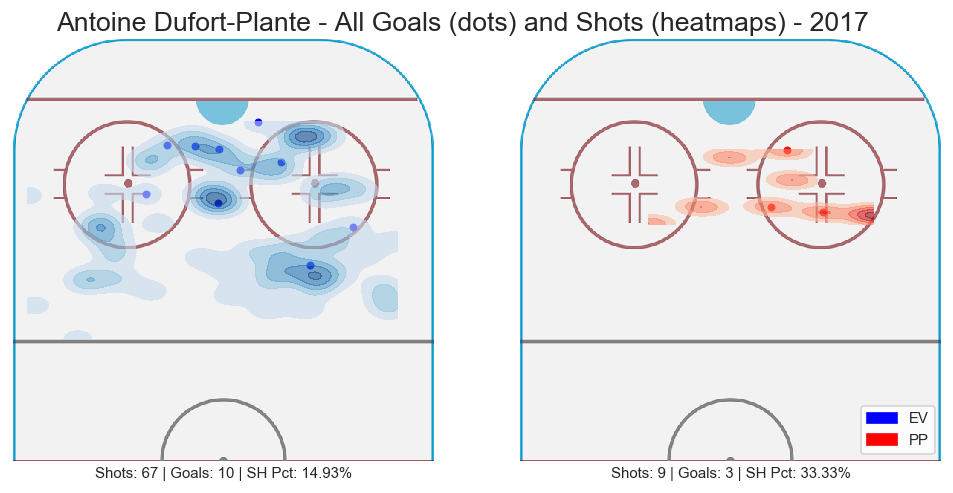 Antoine Dufort-Plante - All Goals (dots) and Shots (heatmaps) - 2017
EV
PP
Shots: 67 | Goals: 10 | SH Pct: 14.93%
Shots: 9 | Goals: 3 | SH Pct: 33.33%